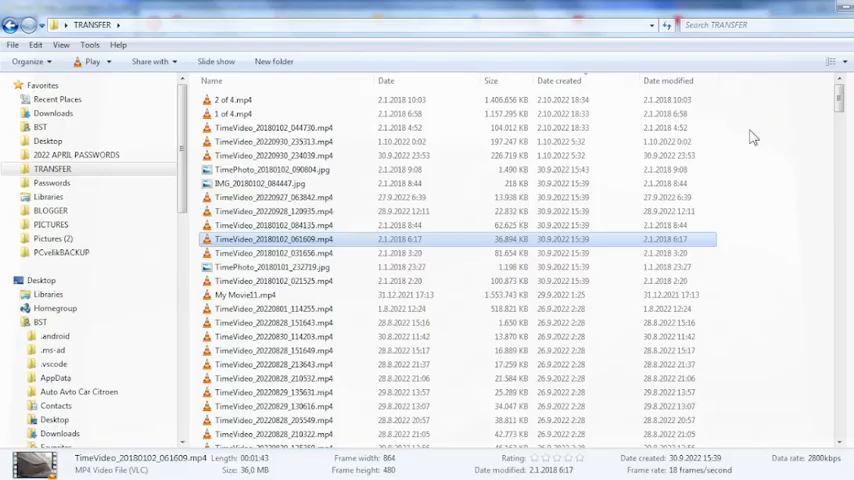 TRANSFER
Search TRANSFER
File Edit View Tools Help
Organize Play Share with Slide show New folder
Favorites
Recent Places
Downloads
BST
Desktop
2022 APRIL PASSWORDS
TRANSFER
Passwords
Libraries
BLOGGER
PICTURES
Pictures (2)
PCvelikBACKUP
Desktop
Libraries
Homegroup
BST
.android
.ms-ad
.vscode
AppData
Auto Avto Car Citroen
Contacts
Desktop
Downloads
Name Date Size Date created Date modified
2 of 4.mp4 2.1.2018 10:03 1.406.656 KB 2.10.2022 18:34 2.1.2018 10:03
1 of 4.mp4 2.1.2018 6:58 1.157.295 KB 2.10.2022 18:33 2.1.2018 6:58
TimeVideo_20180102_044730.mp4 2.1.2018 4:52 104.012 KB 2.10.2022 18:33 2.1.2018 4:52
TimeVideo_20220930_235313.mp4 1.10.2022 0:02 197.247 KB 1.10.2022 5:32 1.10.2022 0:02
TimeVideo_20220930_234039.mp4 30.9.2022 23:53 226.719 KB 1.10.2022 5:32 30.9.2022 23:53
TimePhoto_20180102_090804.jpg 2.1.2018 9:08 1.490 KB 30.9.2022 15:43 2.1.2018 9:08
IMG_20180102_084447.jpg 2.1.2018 8:44 218 KB 30.9.2022 15:39 2.1.2018 8:44
TimeVideo_20220927_063842.mp4 27.9.2022 6:39 13.938 KB 30.9.2022 15:39 27.9.2022 6:39
TimeVideo_20220928_120935.mp4 28.9.2022 12:11 22.832 KB 30.9.2022 15:39 28.9.2022 12:11
TimeVideo_20180102_084135.mp4 2.1.2018 8:44 62.625 KB 30.9.2022 15:39 2.1.2018 8:44
TimeVideo_20180102_061609.mp4 2.1.2018 6:17 36.894 KB 30.9.2022 15:39 2.1.2018 6:17
TimeVideo_20180102_031656.mp4 2.1.2018 3:20 81.654 KB 30.9.2022 15:39 2.1.2018 3:20
TimePhoto_20180101_232719.jpg 1.1.2018 23:27 1.198 KB 30.9.2022 15:39 1.1.2018 23:27
TimeVideo_20180102_021525.mp4 2.1.2018 2:20 100.873 KB 30.9.2022 15:39 2.1.2018 2:20
My Movie11.mp4 31.12.2021 17:13 1.553.743 KB 29.9.2022 1:25 31.12.2021 17:13
TimeVideo_20220801_114255.mp4 1.8.2022 12:24 518.821 KB 26.9.2022 2:28 1.8.2022 12:24
TimeVideo_20220828_151643.mp4 28.8.2022 15:16 1.650 KB 26.9.2022 2:28 28.8.2022 15:16
TimeVideo_20220830_114203.mp4 30.8.2022 11:42 13.936 KB 26.9.2022 2:28 30.8.2022 11:42
TimeVideo_20220828_151649.mp4 28.8.2022 15:17 16.889 KB 26.9.2022 2:28 28.8.2022 15:17
TimeVideo_20220828_213643.mp4 28.8.2022 21:37 17.259 KB 26.9.2022 2:28 28.8.2022 21:37
TimeVideo_20220828_210532.mp4 28.8.2022 21:06 21.584 KB 26.9.2022 2:28 28.8.2022 21:06
TimeVideo_20220829_135631.mp4 29.8.2022 13:57 32.643 KB 26.9.2022 2:28 29.8.2022 13:57
TimeVideo_20220829_130616.mp4 29.8.2022 13:07 34.047 KB 26.9.2022 2:28 29.8.2022 13:07
TimeVideo_20220828_205549.mp4 28.8.2022 20:57 42.208 KB 26.9.2022 2:28 28.8.2022 20:57
TimeVideo_20220828_210322.mp4 28.8.2022 21:05 42.773 KB 26.9.2022 2:28 28.8.2022 21:05
TimeVideo_20180102_061609.mp4 Length: 00:01:43 Frame width: 864 Rating: Date created: 30.9.2022 15:39 Data rate: 2800kbps
MP4 Video File (VLC) Size: 36,0 MB Frame height: 480 Date modified: 2.1.2018 6:17 Frame rate: 18 frames/second